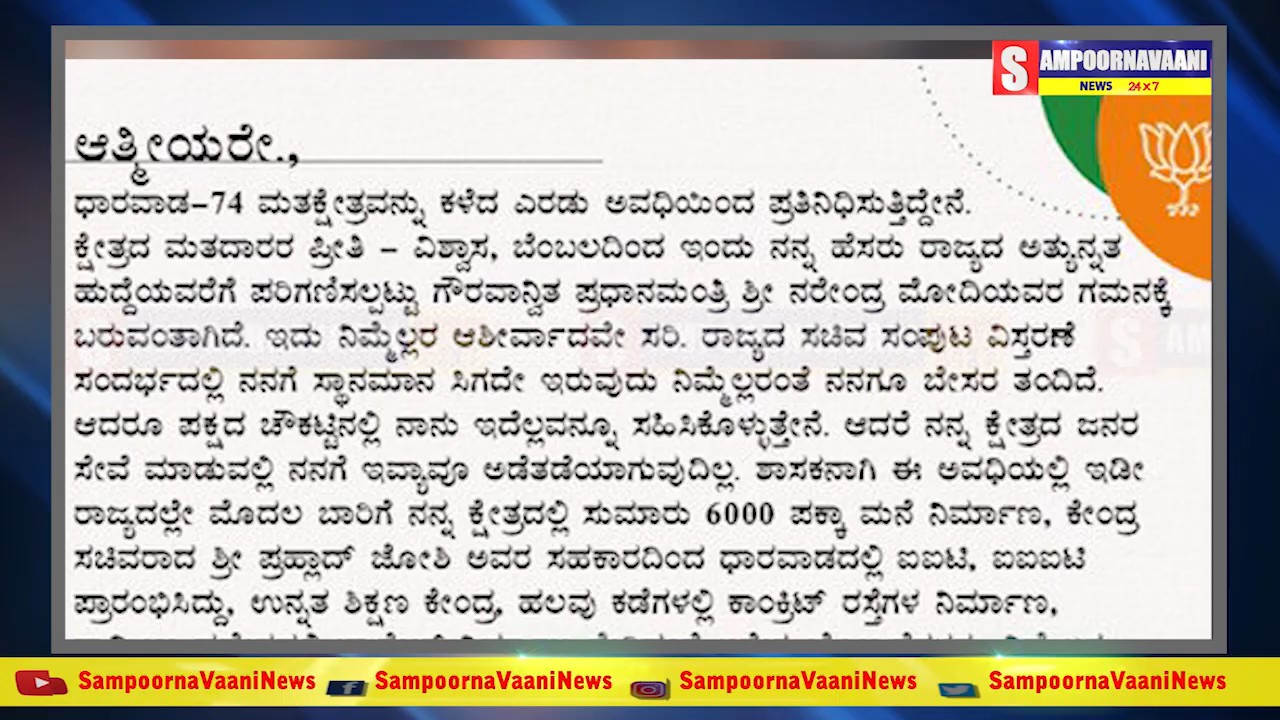 SAMPOORNAVAANI
NEWS 24x7
ಆತ್ಮೀಯರೇ.,
ಧಾರವಾಡ-74 ಮತಕ್ಷೇತ್ರವನ್ನು ಕಳೆದ ಎರಡು ಅವಧಿಯಿಂದ ಪ್ರತಿನಿಧಿಸುತ್ತಿದ್ದೇನೆ.
ಕ್ಷೇತ್ರದ ಮತದಾರರ ಪ್ರೀತಿ - ವಿಶ್ವಾಸ, ಬೆಂಬಲದಿಂದ ಇಂದು ನನ್ನ ಹೆಸರು ರಾಜ್ಯದ ಅತ್ಯುನ್ನತ
ಹುದ್ದೆಯವರೆಗೆ ಪರಿಗಣಿಸಲ್ಪಟ್ಟು ಗೌರವಾನ್ವಿತ ಪ್ರಧಾನಮಂತ್ರಿ ಶ್ರೀ ನರೇಂದ್ರ ಮೋದಿಯವರ ಗಮನಕ್ಕೆ
ಬರುವಂತಾಗಿದೆ. ಇದು ನಿಮ್ಮೆಲ್ಲರ ಆಶೀರ್ವಾದವೇ ಸರಿ. ರಾಜ್ಯದ ಸಚಿವ ಸಂಪುಟ ವಿಸ್ತರಣೆ
ಸಂದರ್ಭದಲ್ಲಿ ನನಗೆ ಸ್ಥಾನಮಾನ ಸಿಗದೇ ಇರುವುದು ನಿಮ್ಮೆಲ್ಲರಂತೆ ನನಗೂ ಬೇಸರ ತಂದಿದೆ.
ಆದರೂ ಪಕ್ಷದ ಚೌಕಟ್ಟಿನಲ್ಲಿ ನಾನು ಇದೆಲ್ಲವನ್ನೂ ಸಹಿಸಿಕೊಳ್ಳುತ್ತೇನೆ. ಆದರೆ ನನ್ನ ಕ್ಷೇತ್ರದ ಜನರ
ಸೇವೆ ಮಾಡುವಲ್ಲಿ ನನಗೆ ಇವ್ಯಾವೂ ಅಡೆತಡೆಯಾಗುವುದಿಲ್ಲ. ಶಾಸಕನಾಗಿ ಈ ಅವಧಿಯಲ್ಲಿ ಇಡೀ
ರಾಜ್ಯದಲ್ಲೇ ಮೊದಲ ಬಾರಿಗೆ ನನ್ನ ಕ್ಷೇತ್ರದಲ್ಲಿ ಸುಮಾರು 6000 ಪಕ್ಕಾ ಮನೆ ನಿರ್ಮಾಣ, ಕೇಂದ್ರ
ಸಚಿವರಾದ ಶ್ರೀ ಪ್ರಹ್ಲಾದ್ ಜೋಶಿ ಅವರ ಸಹಕಾರದಿಂದ ಧಾರವಾಡದಲ್ಲಿ ಐಐಟಿ, ಐಐಐಟಿ
ಪ್ರಾರಂಭಿಸಿದ್ದು, ಉನ್ನತ ಶಿಕ್ಷಣ ಕೇಂದ್ರ, ಹಲವು ಕಡೆಗಳಲ್ಲಿ ಕಾಂಕ್ರಿಟ್ ರಸ್ತೆಗಳ ನಿರ್ಮಾಣ,
SampoornaVaaniNews SampoornaVaaniNews SampoornaVaaniNews SampoornaVaaniNews